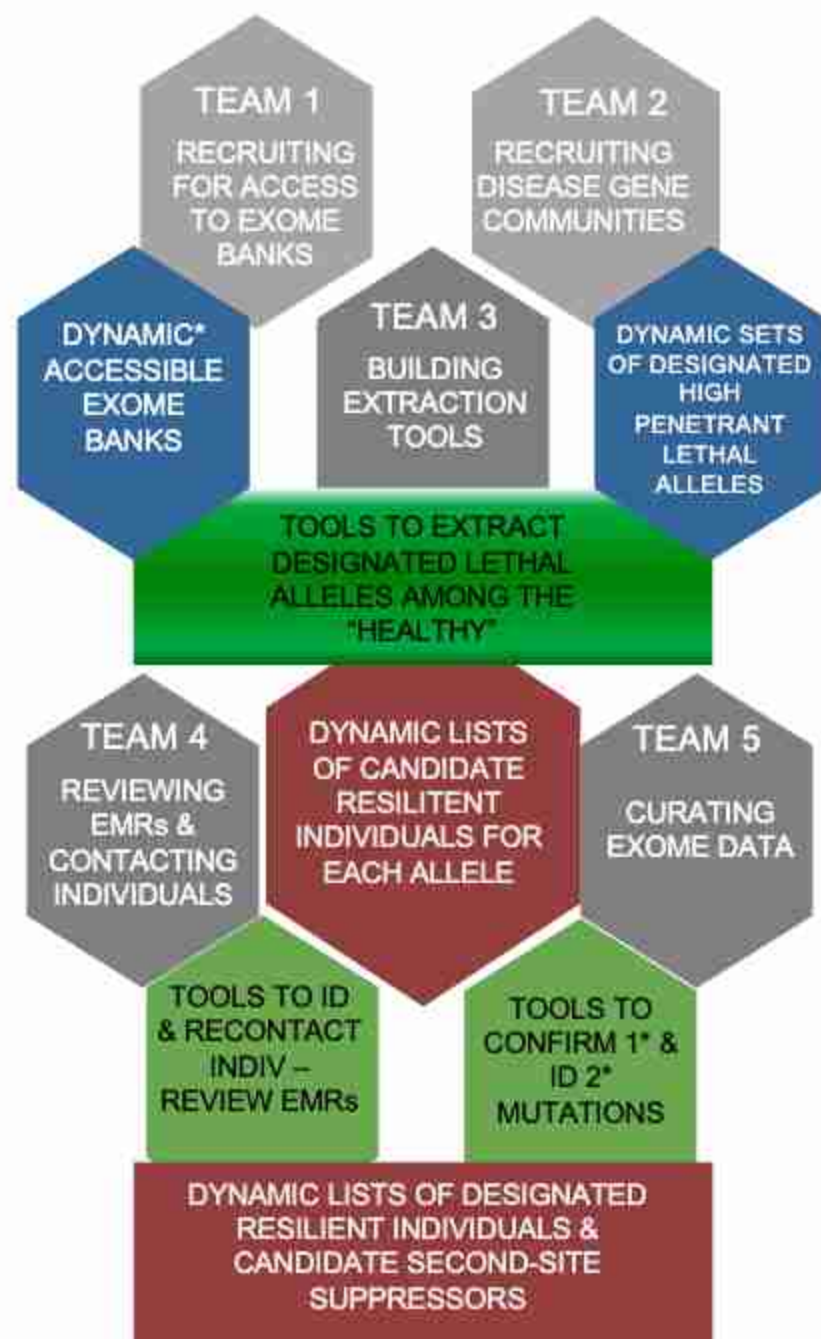 TEAM 1
RECRUITING
FOR ACCESS
TO EXOME
BANKS
TEAM 2
RECRUITING
DISEASE GENE
COMMUNITIES
DYNAMIC*
ACCESSIBLE
EXOME
BANKS
TEAM 3
BUILDING
EXTRACTION
TOOLS
DYNAMIC SETS
OF DESIGNATED
HIGH
PENETRANT
LETHAL
ALLELES
TOOLS TO EXTRACT
DESIGNATED LETHAL
ALLELES AMONG THE
"HEALTHY"
TEAM 4
REVIEWING
EMRs &
CONTACTING
INDIVIDUALS
DYNAMIC LISTS
OF CANDIDATE
RESILITENT
INDIVIDUALS FOR
EACH ALLELE
TEAM 5
CURATING
EXOME DATA
TOOLS TO ID
& RECONTACT
INDIV –
REVIEW EMRs
TOOLS TO
CONFIRM 1* &
ID 2*
MUTATIONS
DYNAMIC LISTS OF DESIGNATED
RESILIENT INDIVIDUALS &
CANDIDATE SECOND-SITE
SUPPRESSORS